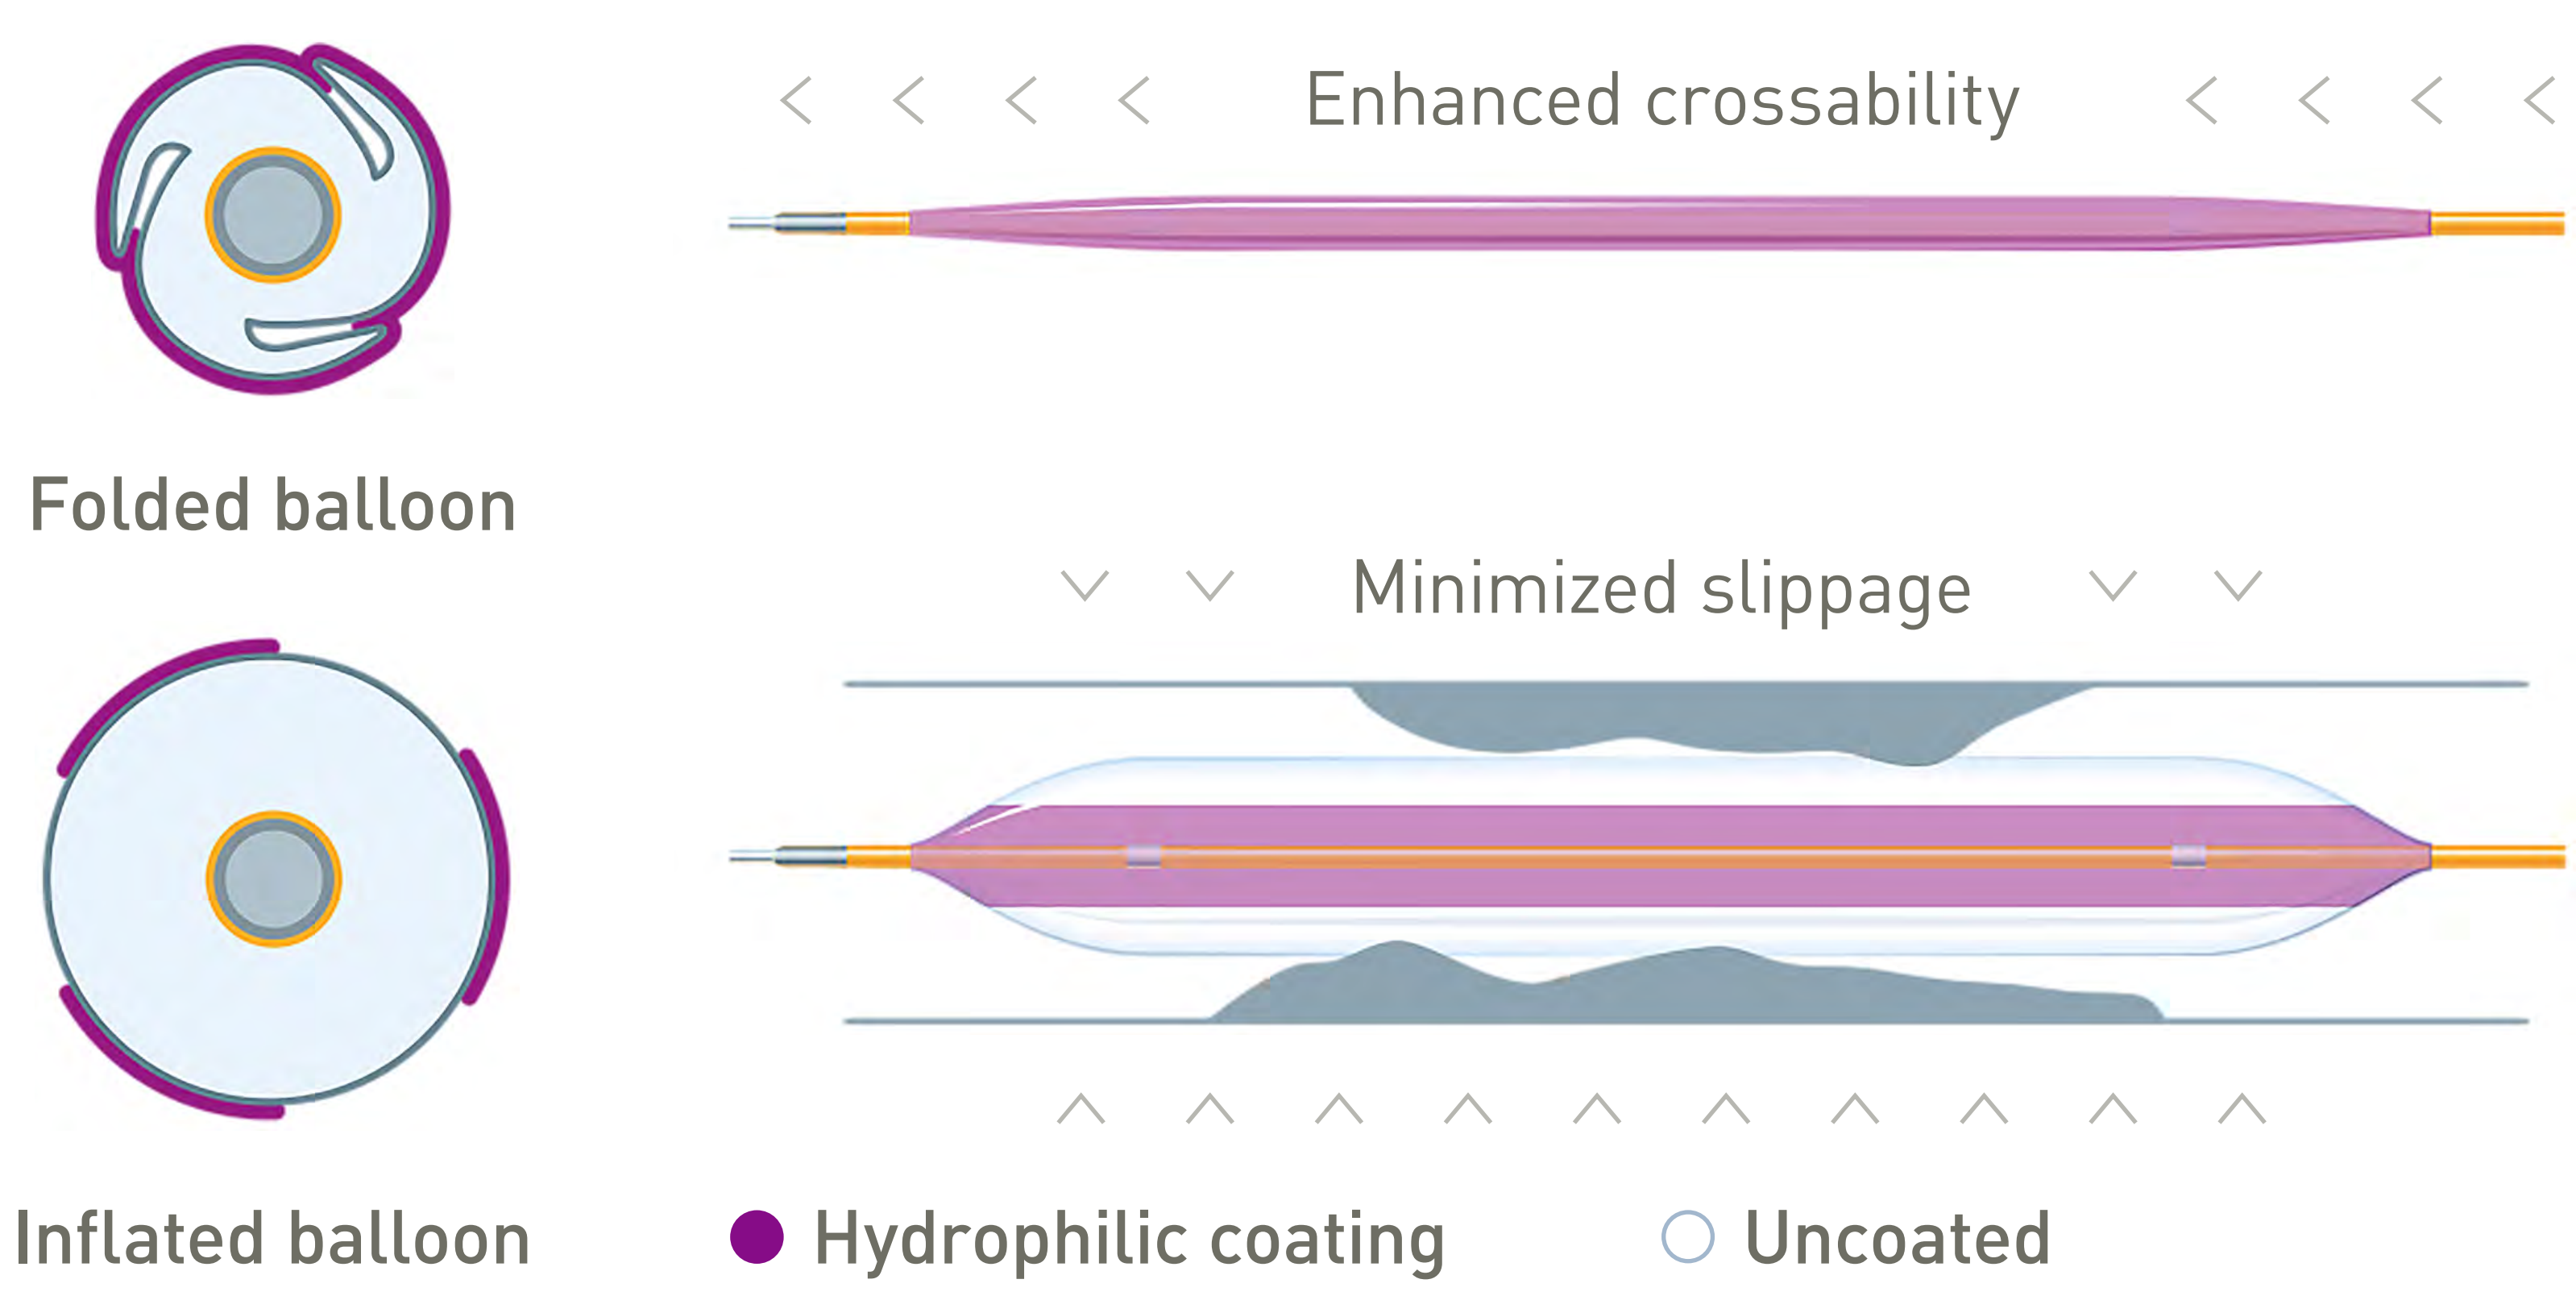 Enhanced crossability
Folded balloon
Minimized slippage
Inflated balloon
Hydrophilic coating
Uncoated